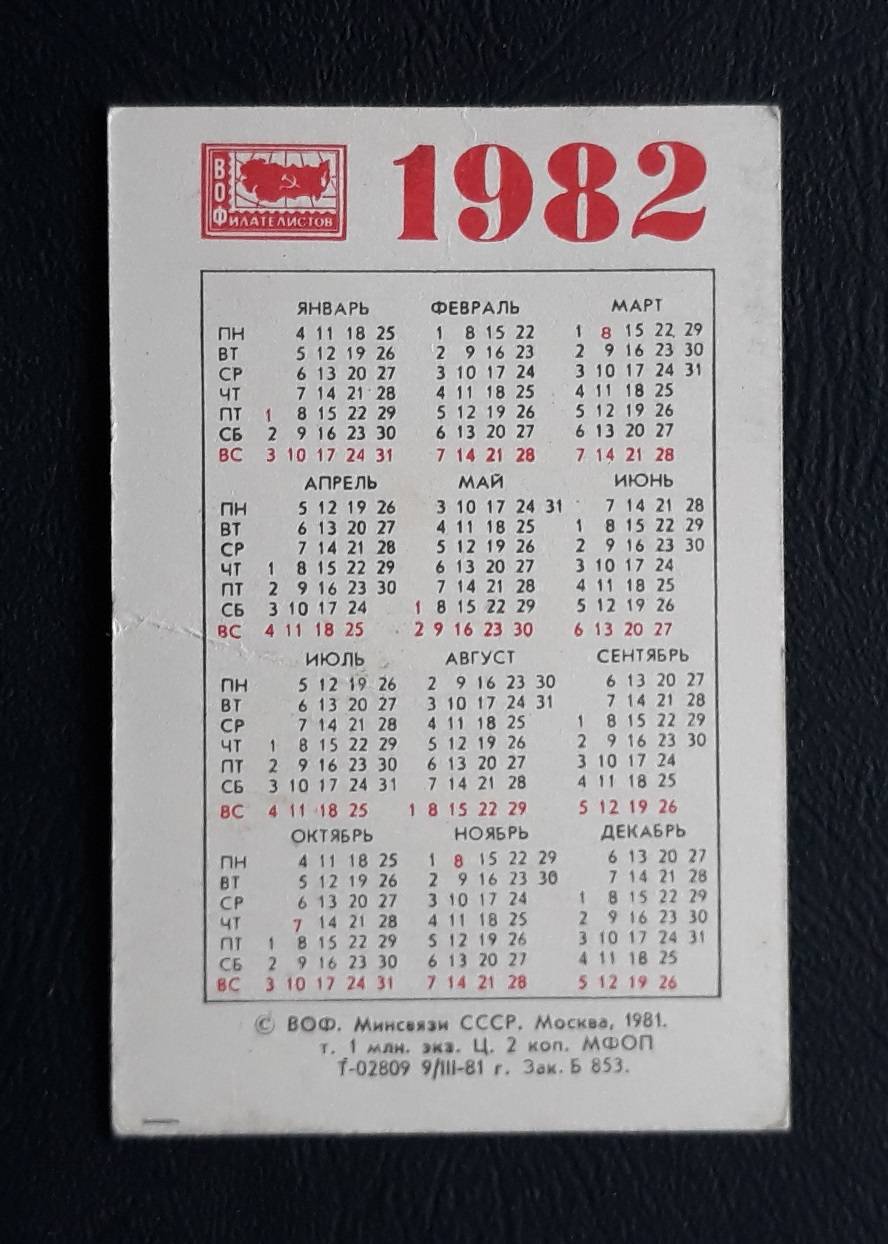 ВОФИЛАТЕЛИСТОВ 1982
ЯНВАРЬ ФЕВРАЛЬ МАРТ
ПН 4 11 18 25 1 8 15 22 1 8 15 22 29
ВТ 5 12 19 26 2 9 16 23 2 9 16 23 30
СР 6 13 20 27 3 10 17 24 3 10 17 24 31
ЧТ 7 14 21 28 4 11 18 25 4 11 18 25
ПТ 1 8 15 22 29 5 12 19 26 5 12 19 26
СБ 2 9 16 23 30 6 13 20 27 6 13 20 27
ВС 3 10 17 24 31 7 14 21 28 7 14 21 28
АПРЕЛЬ МАЙ ИЮНЬ
ПН 5 12 19 26 3 10 17 24 31 7 14 21 28
ВТ 6 13 20 27 4 11 18 25 1 8 15 22 29
СР 7 14 21 28 5 12 19 26 2 9 16 23 30
ЧТ 1 8 15 22 29 6 13 20 27 3 10 17 24
ПТ 2 9 16 23 30 7 14 21 28 4 11 18 25
СБ 3 10 17 24 1 8 15 22 29 5 12 19 26
ВС 4 11 18 25 2 9 16 23 30 6 13 20 27
ИЮЛЬ АВГУСТ СЕНТЯБРЬ
ПН 5 12 19 26 2 9 16 23 30 6 13 20 27
ВТ 6 13 20 27 3 10 17 24 31 7 14 21 28
СР 7 14 21 28 4 11 18 25 1 8 15 22 29
ЧТ 1 8 15 22 29 5 12 19 26 2 9 16 23 30
ПТ 2 9 16 23 30 6 13 20 27 3 10 17 24
СБ 3 10 17 24 31 7 14 21 28 4 11 18 25
ВС 4 11 18 25 1 8 15 22 29 5 12 19 26
ОКТЯБРЬ НОЯБРЬ ДЕКАБРЬ
ПН 4 11 18 25 1 8 15 22 29 6 13 20 27
ВТ 5 12 19 26 2 9 16 23 30 7 14 21 28
СР 6 13 20 27 3 10 17 24 1 8 15 22 29
ЧТ 7 14 21 28 4 11 18 25 2 9 16 23 30
ПТ 1 8 15 22 29 5 12 19 26 3 10 17 24 31
СБ 2 9 16 23 30 6 13 20 27 4 11 18 25
ВС 3 10 17 24 31 7 14 21 28 5 12 19 26
© ВОФ. Минсвязи СССР. Москва, 1981.
т. 1 млн. экз. Ц. 2 коп. МФОП
Т-02809 9/III-81 г. Зак. Б 853.